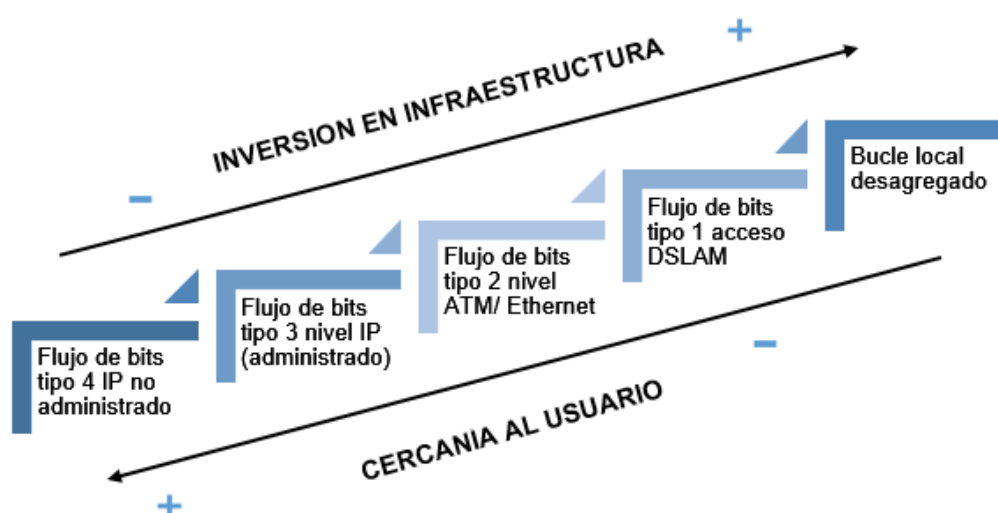 +
INVERSION EN INFRAESTRUCTURA
−
Bucle local
desagregado
Flujo de bits
tipo 1 acceso
DSLAM
Flujo de bits
tipo 2 nivel
ATM/ Ethernet
Flujo de bits
tipo 3 nivel IP
(administrado)
Flujo de bits
tipo 4 IP no
administrado
−
CERCANIA AL USUARIO
+